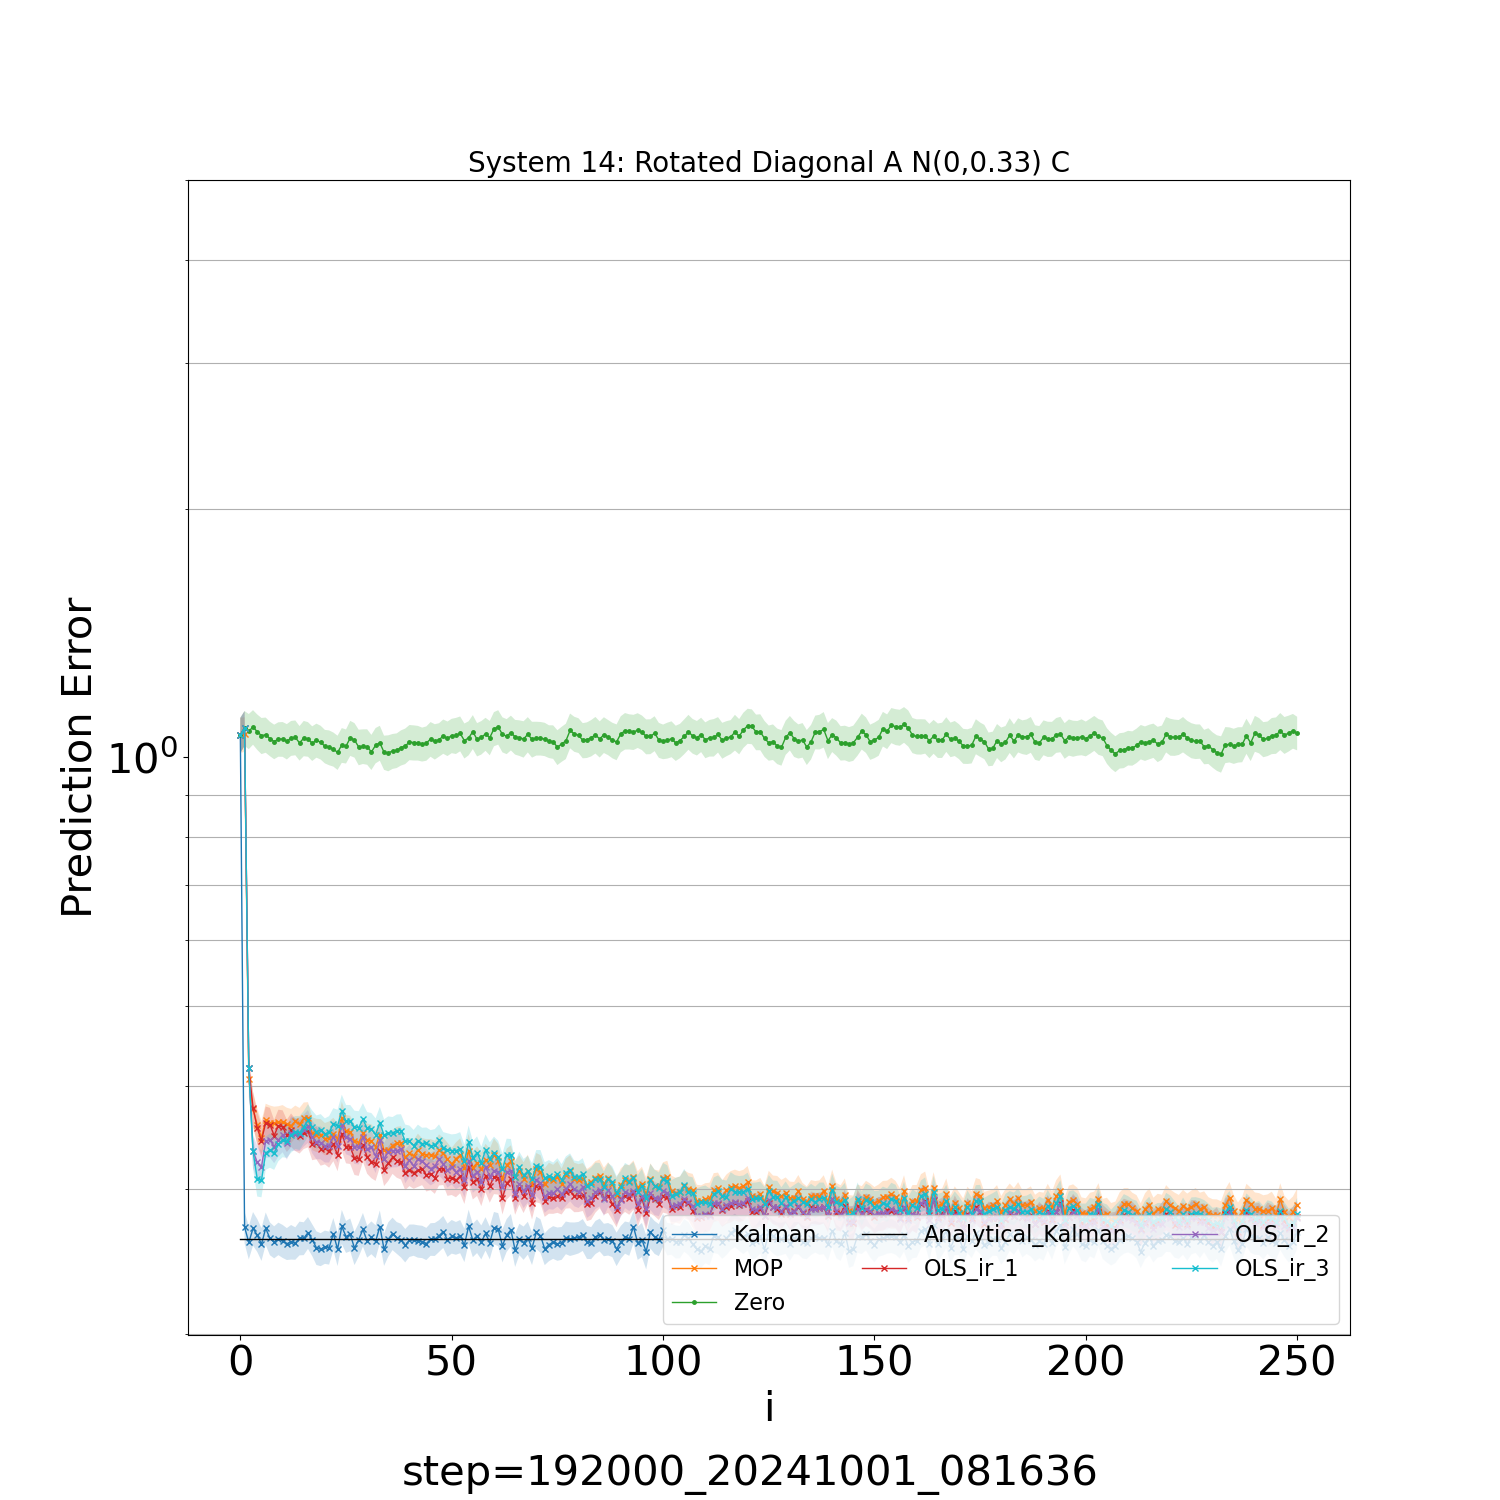 System 14: Rotated Diagonal A N(0,0.33) C
Prediction Error
10⁰
Kalman
MOP
Zero
Analytical_Kalman
OLS_ir_1
OLS_ir_2
OLS_ir_3
0 50 100 150 200 250
i
step=192000_20241001_081636